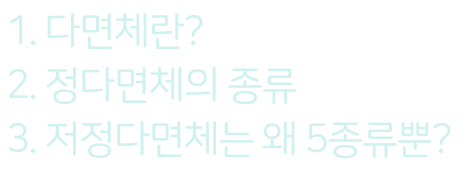 1. 다면체란?
2. 정다면체의 종류
3. 저정다면체는 왜 5종류뿐?